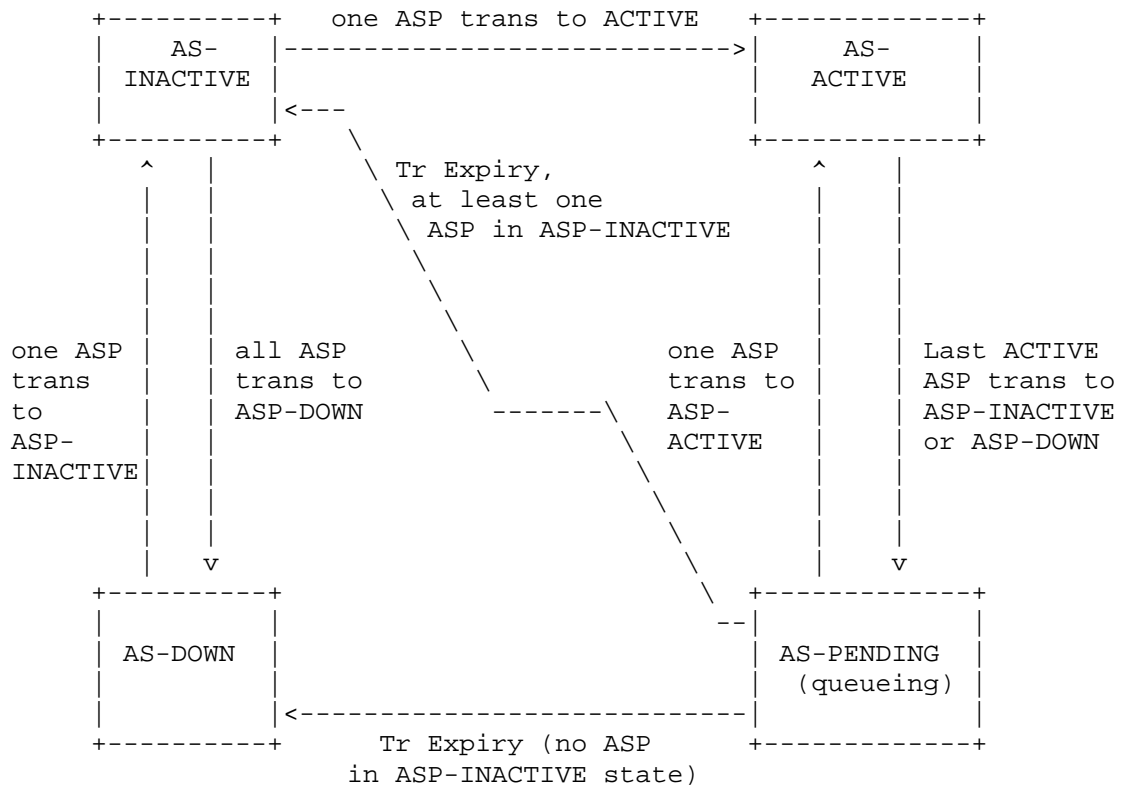 one ASP trans to ACTIVE
AS-
INACTIVE
AS-
ACTIVE
Tr Expiry,
at least one
ASP in ASP-INACTIVE
one ASP
trans
to
ASP-
INACTIVE
all ASP
trans to
ASP-DOWN
one ASP
trans to
ASP-
ACTIVE
Last ACTIVE
ASP trans to
ASP-INACTIVE
or ASP-DOWN
AS-DOWN
AS-PENDING
(queueing)
Tr Expiry (no ASP
in ASP-INACTIVE state)